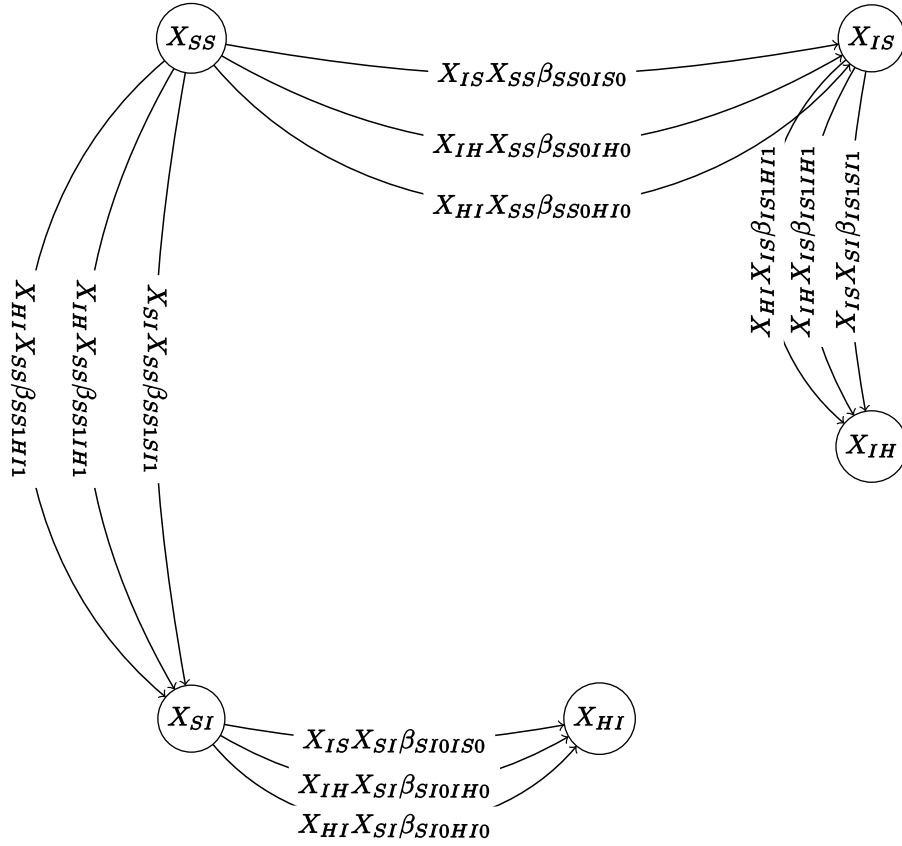 X_{SS}
X_{IS}
X_{IS}X_{SS}β_{SS0IS0}
X_{IH}X_{SS}β_{SS0IH0}
X_{HI}X_{SS}β_{SS0HI0}
X_{HI}X_{IS}β_{IS1HI1}
X_{IH}X_{IS}β_{IS1IH1}
X_{IS}X_{SI}β_{IS1SI1}
X_{HI}X_{SS}β_{SS1HI1}
X_{IH}X_{SS}β_{SS1IH1}
X_{SI}X_{SS}β_{SS1SI1}
X_{IH}
X_{SI}
X_{HI}
X_{IS}X_{SI}β_{SI0IS0}
X_{IH}X_{SI}β_{SI0IH0}
X_{HI}X_{SI}β_{SI0HI0}